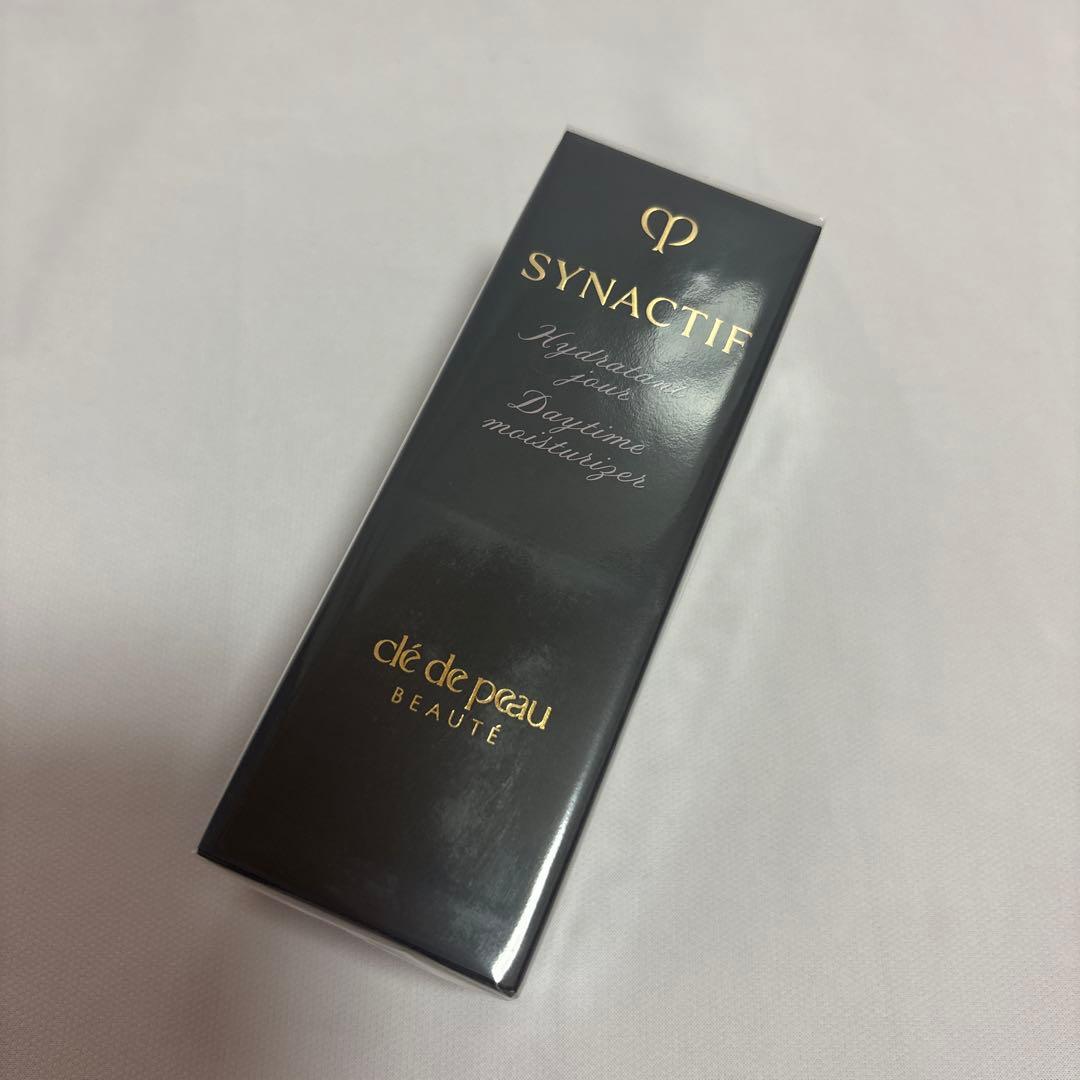 SYNACTIF
Hydratant
jour
Daytime
moisturizer
clé de peau
BEAUTÉ